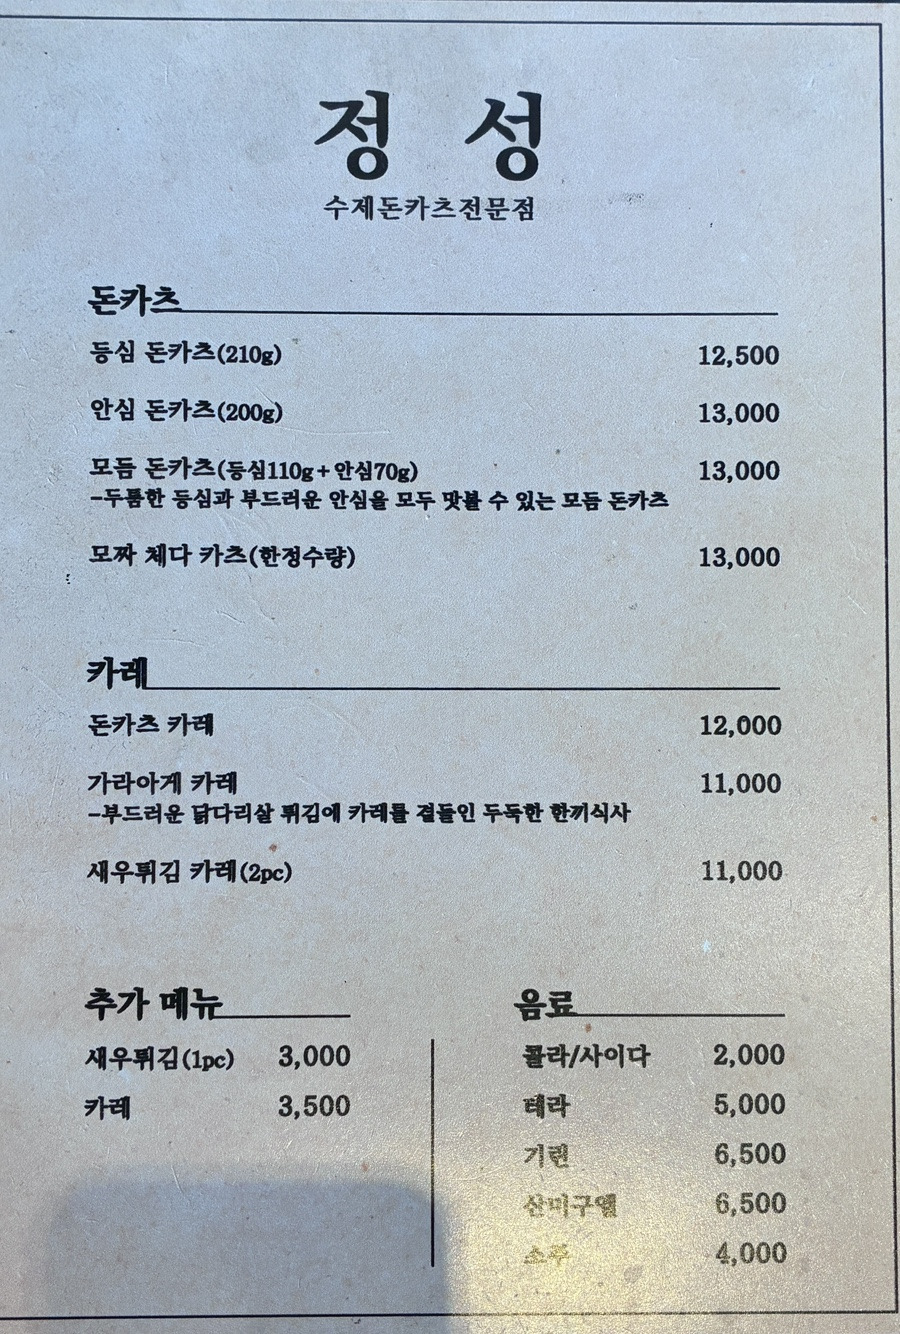 정 성
수제돈카츠전문점
돈카츠
등심 돈카츠(210g) 12,500
안심 돈카츠(200g) 13,000
모듬 돈카츠(등심110g+안심70g) 13,000
-두툼한 등심과 부드러운 안심을 모두 맛볼 수 있는 모듬 돈카츠
모짜 체다 카츠(한정수량) 13,000
카레
돈카츠 카레 12,000
가라아게 카레 11,000
-부드러운 닭다리살 튀김에 카레를 곁들인 두둑한 한끼식사
새우튀김 카레(2pc) 11,000
추가 메뉴
새우튀김(1pc) 3,000
카레 3,500
음료
콜라/사이다 2,000
테라 5,000
기린 6,500
산미구엘 6,500
소주 4,000